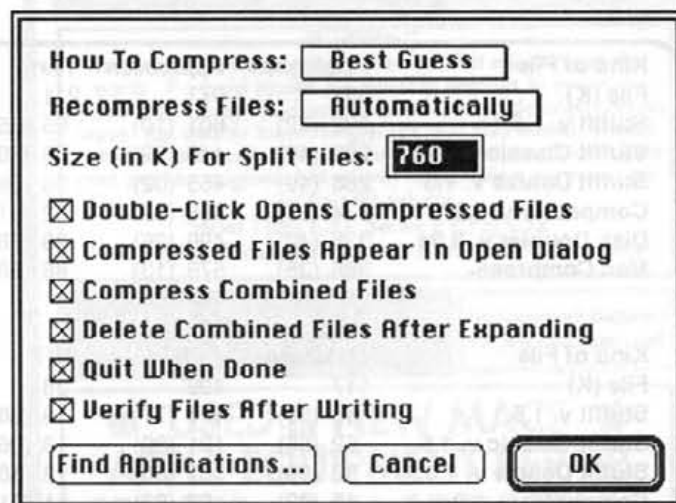 How To Compress: Best Guess
Recompress Files: Automatically
Size (in K) For Split Files: 760
Double-Click Opens Compressed Files
Compressed Files Appear In Open Dialog
Compress Combined Files
Delete Combined Files After Expanding
Quit When Done
Verify Files After Writing
Find Applications... Cancel OK